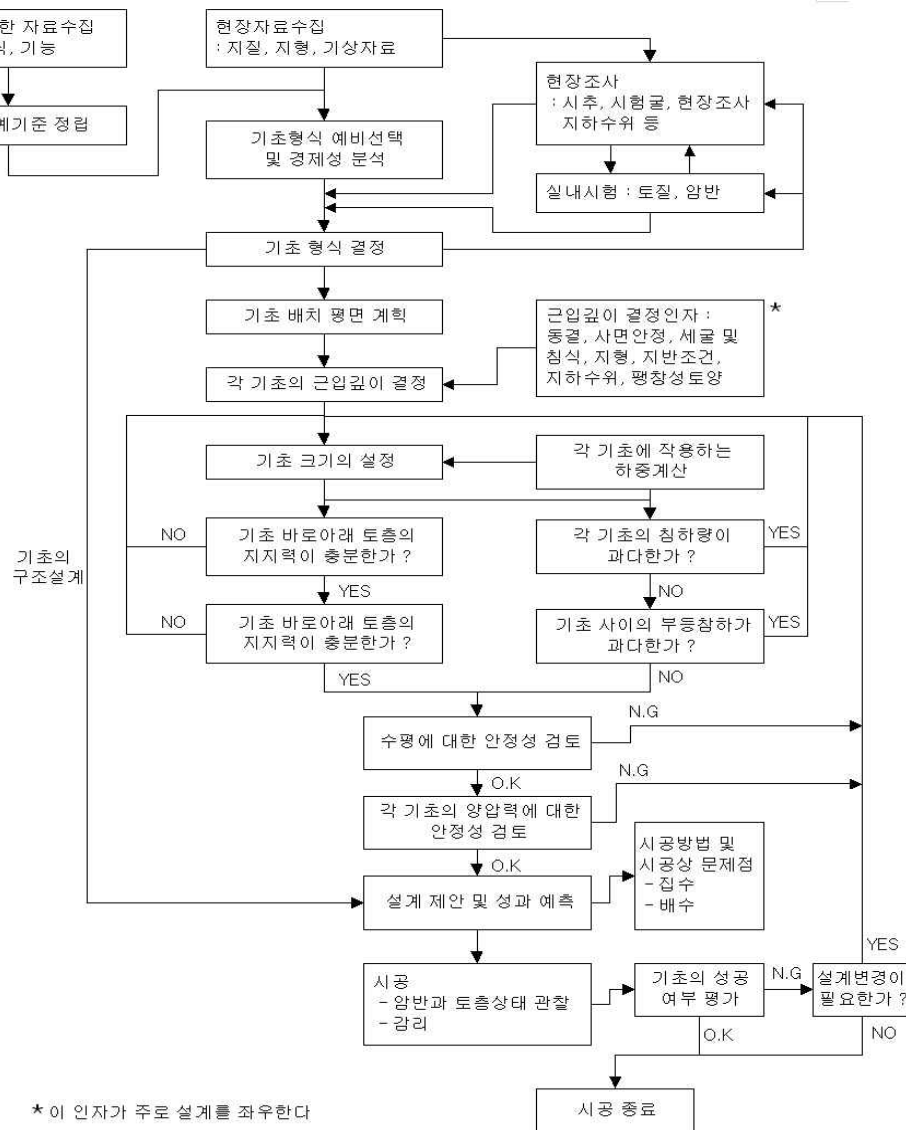 한 자료수집
식, 기능
현장자료수집
: 지질, 지형, 기상자료
현장조사
: 시추, 시험굴, 현장조사
지하수위 등
계기준 정립
기초형식 예비선택
및 경제성 분석
실내시험 : 토질, 암반
기초 형식 결정
기초 배치 평면 계획
근입깊이 결정인자 :
동결, 사면안정, 세굴 및
침식, 지형, 지반조건,
지하수위, 팽창성토양
*
각 기초의 근입깊이 결정
기초 크기의 설정
각 기초에 작용하는
하중계산
NO
기초 바로아래 토층의
지지력이 충분한가 ?
각 기초의 침하량이
과다한가 ?
YES
기초의
구조설계
YES
NO
NO
기초 바로아래 토층의
지지력이 충분한가 ?
기초 사이의 부등참하가
과다한가 ?
YES
YES
NO
수평에 대한 안정성 검토
N.G
O.K
각 기초의 양압력에 대한
안정성 검토
N.G
O.K
설계 제안 및 성과 예측
시공방법 및
시공상 문제점
- 집수
- 배수
시공
- 암반과 토층상태 관찰
- 감리
기초의 성공
여부 평가
N.G
YES
설계변경이
필요한가 ?
O.K
NO
시공 종료
* 이 인자가 주로 설계를 좌우한다